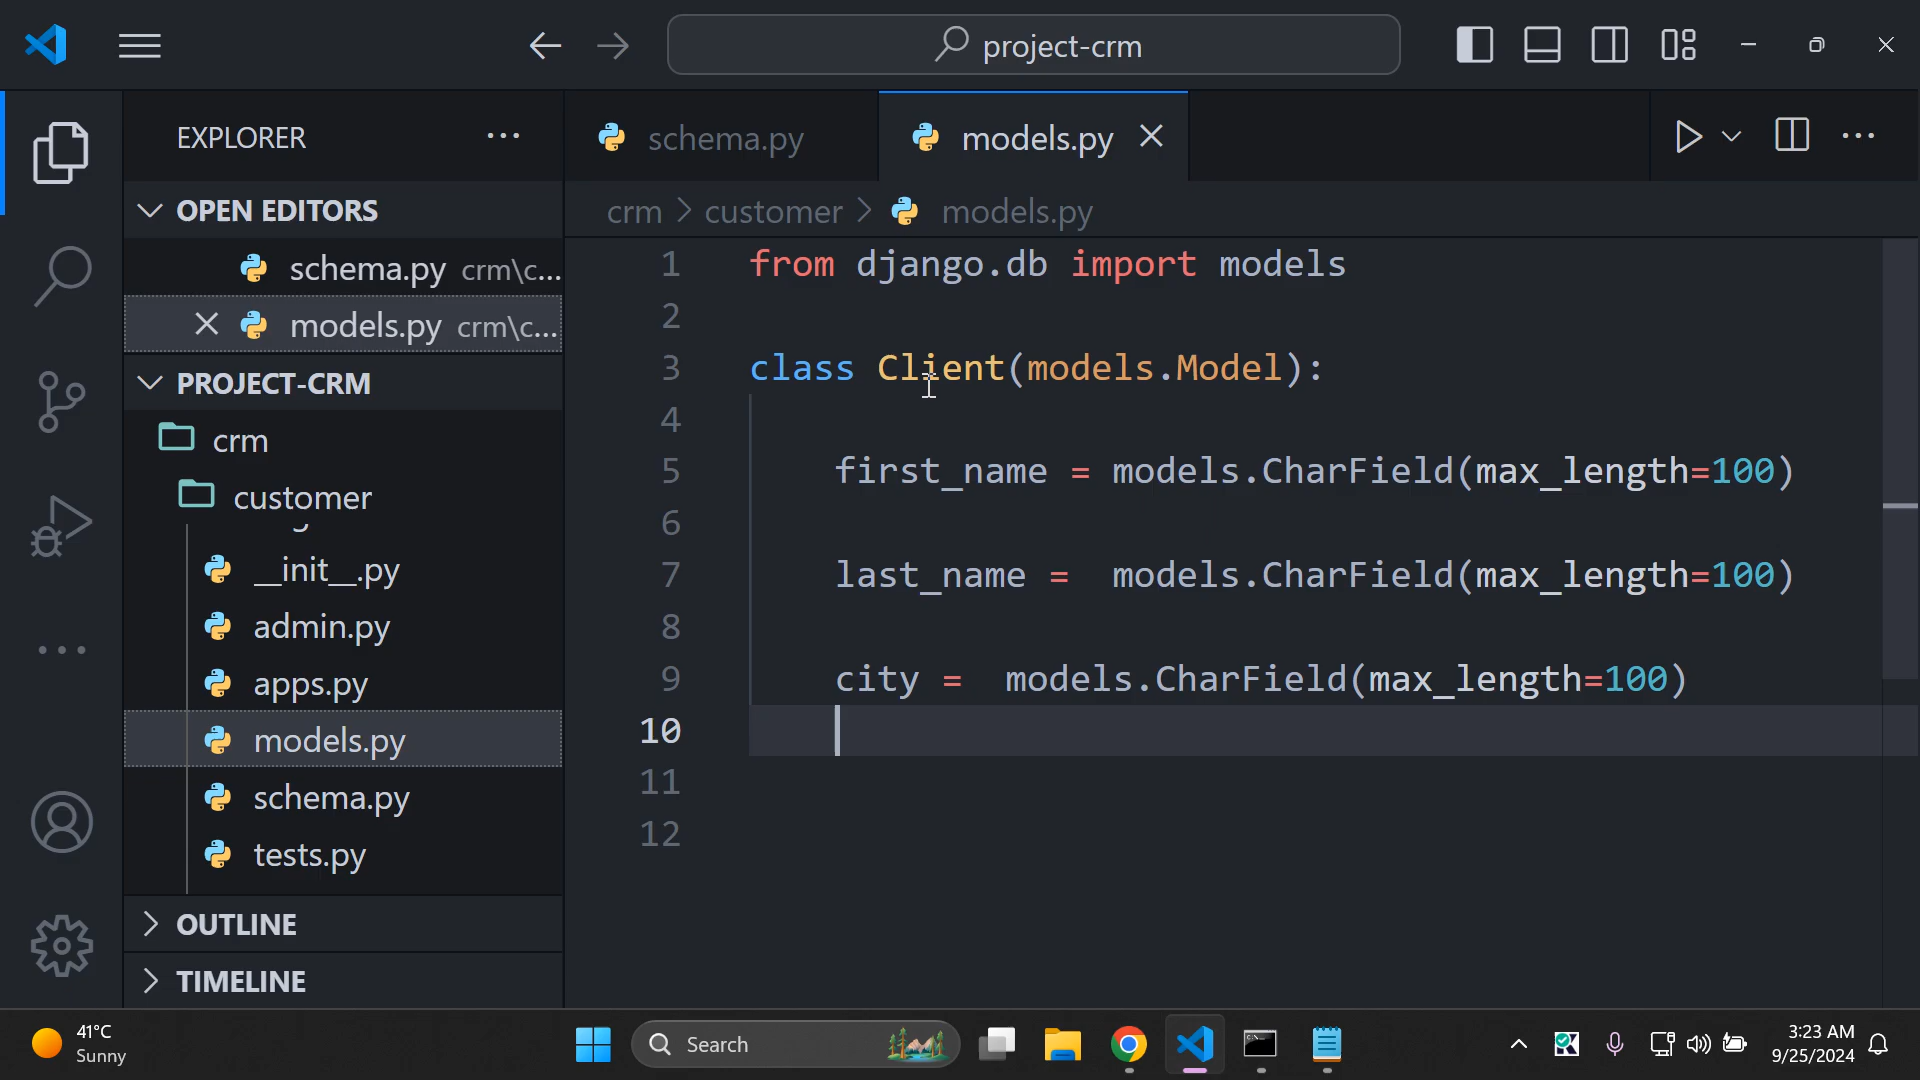 project-crm
EXPLORER
schema.py
models.py
OPEN EDITORS
crm > customer > models.py
schema.py crm\c...
models.py crm\c...
PROJECT-CRM
crm
customer
__init__.py
admin.py
apps.py
models.py
schema.py
tests.py
OUTLINE
TIMELINE
1 from django.db import models
2
3 class Client(models.Model):
4
5 first_name = models.CharField(max_length=100)
6
7 last_name =  models.CharField(max_length=100)
8
9 city =  models.CharField(max_length=100)
10
11
12
41°C
Sunny
Search
3:23 AM
9/25/2024